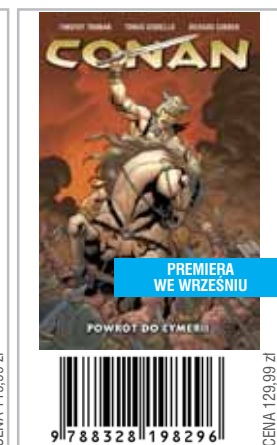 TIMOTHY TRUMAN TOMÁS GIORELLO RICHARD CORBEN
CONAN
PREMIERA
WE WRZEŚNIU
POWRÓT DO CYMERII
9 788328 198296
CENA 129,99 zł